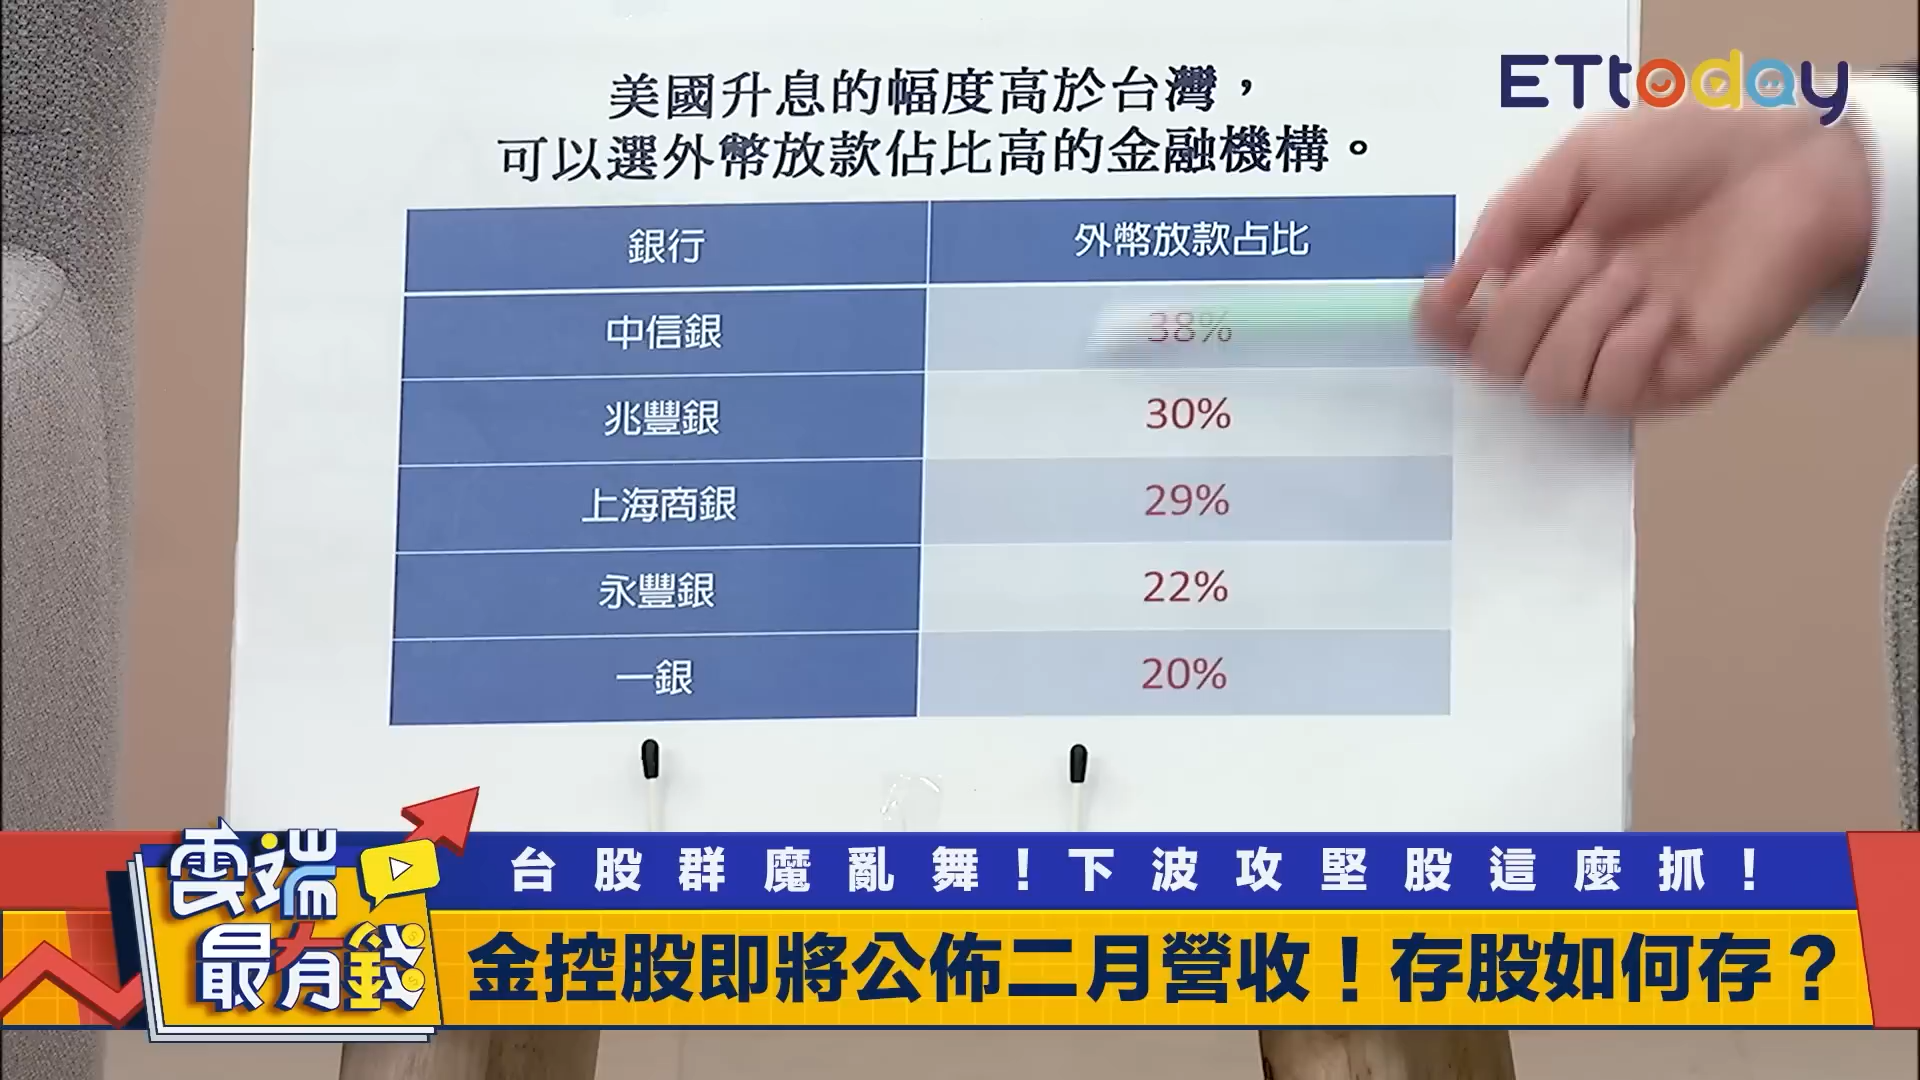 美國升息的幅度高於台灣，
ETtoday
可以選外幣放款佔比高的金融機構。
銀行 外幣放款占比
中信銀 38%
兆豐銀 30%
上海商銀 29%
永豐銀 22%
一銀 20%
雲端
最有錢
台股群魔亂舞！下波攻堅股這麼抓！
金控股即將公佈二月營收！存股如何存？